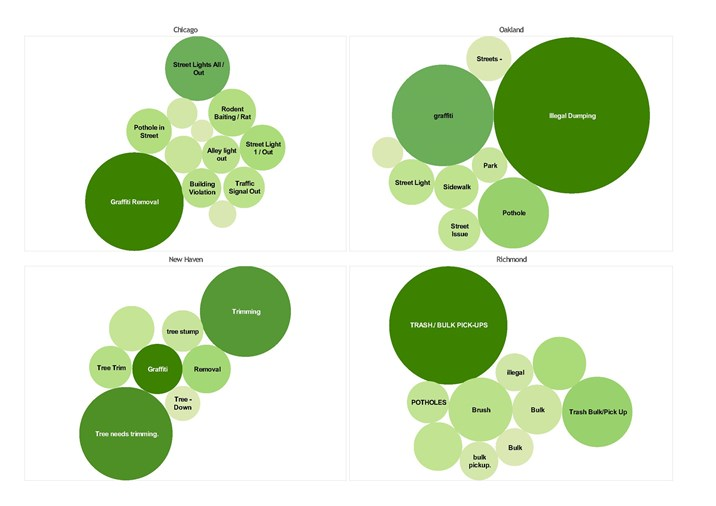 Chicago
Street Lights All /
Out
Rodent
Baiting / Rat
Pothole in
Street
Street Light
1 / Out
Alley light
out
Building
Violation
Traffic
Signal Out
Graffiti Removal
Oakland
Streets -
graffiti
Illegal Dumping
Park
Street Light
Sidewalk
Pothole
Street
Issue
New Haven
Trimming
tree stump
Tree Trim
Graffiti
Removal
Tree -
Down
Tree needs trimming.
Richmond
TRASH / BULK PICK-UPS
illegal
POTHOLES
Brush
Bulk
Trash Bulk/Pick Up
Bulk
bulk
pickup.